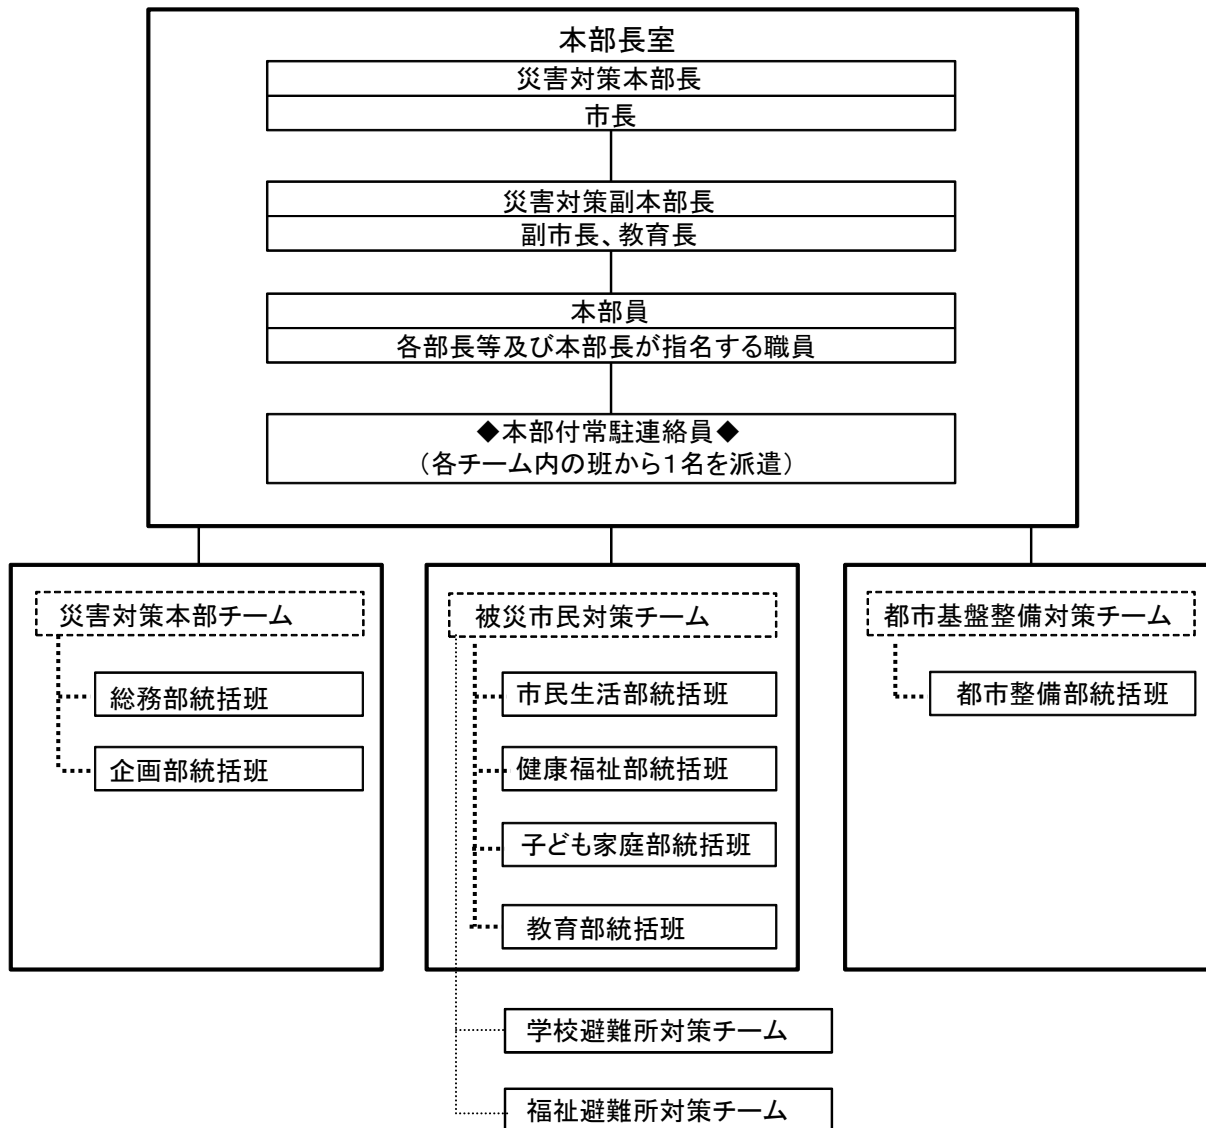 本部長室
災害対策本部長
市長
災害対策副本部長
副市長、教育長
本部員
各部長等及び本部長が指名する職員
◆本部付常駐連絡員◆
（各チーム内の班から１名を派遣）
災害対策本部チーム
総務部統括班
企画部統括班
被災市民対策チーム
市民生活部統括班
健康福祉部統括班
子ども家庭部統括班
教育部統括班
都市基盤整備対策チーム
都市整備部統括班
学校避難所対策チーム
福祉避難所対策チーム